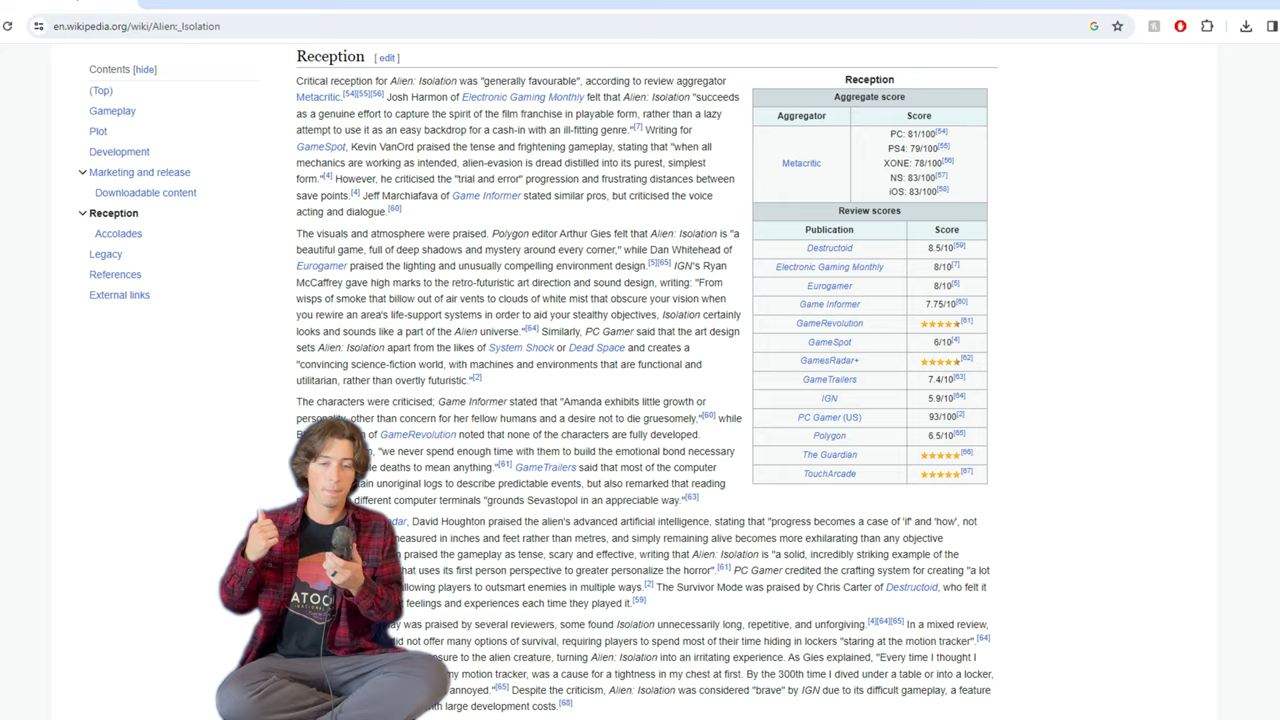 en.wikipedia.org/wiki/Alien:_Isolation
Contents [hide]
(Top)
Gameplay
Plot
Development
Marketing and release
Downloadable content
Reception
Accolades
Legacy
References
External links
Reception [ edit ]
Critical reception for Alien: Isolation was "generally favourable", according to review aggregator
Metacritic.[54][55][56] Josh Harmon of Electronic Gaming Monthly felt that Alien: Isolation "succeeds
as a genuine effort to capture the spirit of the film franchise in playable form, rather than a lazy
attempt to use it as an easy backdrop for a cash-in with an ill-fitting genre."[7] Writing for
GameSpot, Kevin VanOrd praised the tense and frightening gameplay, stating that "when all
mechanics are working as intended, alien-evasion is dread distilled into its purest, simplest
form."[4] However, he criticised the "trial and error" progression and frustrating distances between
save points.[4] Jeff Marchiafava of Game Informer stated similar pros, but criticised the voice
acting and dialogue.[60]
The visuals and atmosphere were praised. Polygon editor Arthur Gies felt that Alien: Isolation is "a
beautiful game, full of deep shadows and mystery around every corner," while Dan Whitehead of
Eurogamer praised the lighting and unusually compelling environment design.[5][65] IGN's Ryan
McCaffrey gave high marks to the retro-futuristic art direction and sound design, writing: "From
wisps of smoke that billow out of air vents to clouds of white mist that obscure your vision when
you rewire an area's life-support systems in order to aid your stealthy objectives, Isolation certainly
looks and sounds like a part of the Alien universe."[64] Similarly, PC Gamer said that the art design
sets Alien: Isolation apart from the likes of System Shock or Dead Space and creates a
"convincing science-fiction world, with machines and environments that are functional and
utilitarian, rather than overtly futuristic."[2]
The characters were criticised; Game Informer stated that "Amanda exhibits little growth or
personality other than concern for her fellow humans and a desire not to die gruesomely,"[60] while
of GameRevolution noted that none of the characters are fully developed.
"we never spend enough time with them to build the emotional bond necessary
deaths to mean anything."[61] GameTrailers said that most of the computer
unoriginal logs to describe predictable events, but also remarked that reading
different computer terminals "grounds Sevastopol in an appreciable way."[63]
dar, David Houghton praised the alien's advanced artificial intelligence, stating that "progress becomes a case of 'if' and 'how', not
measured in inches and feet rather than metres, and simply remaining alive becomes more exhilarating than any objective
praised the gameplay as tense, scary and effective, writing that Alien: Isolation is "a solid, incredibly striking example of the
that uses its first person perspective to greater personalize the horror".[61] PC Gamer credited the crafting system for creating "a lot
allowing players to outsmart enemies in multiple ways.[2] The Survival Mode was praised by Chris Carter of Destructoid, who felt it
feelings and experiences each time they played it.[59]
was praised by several reviewers, some found Isolation unnecessarily long, repetitive, and unforgiving.[4][64][65] In a mixed review,
did not offer many options of survival, requiring players to spend most of their time hiding in lockers "staring at the motion tracker".[64]
exposure to the alien creature, turning Alien: Isolation into an irritating experience. As Gies explained, "Every time I thought I
my motion tracker, was a cause for a tightness in my chest at first. By the 300th time I dived under a table or into a locker,
annoyed."[65] Despite the criticism, Alien: Isolation was considered "brave" by IGN due to its difficult gameplay, a feature
with large development costs.[68]
Reception
Aggregate score
Aggregator Score
Metacritic
PC: 81/100[54]
PS4: 79/100[55]
XONE: 78/100[56]
NS: 83/100[57]
iOS: 83/100[58]
Review scores
Publication Score
Destructoid 8.5/10[59]
Electronic Gaming Monthly 8/10[7]
Eurogamer 8/10[5]
Game Informer 7.75/10[60]
GameRevolution ★★★★★[61]
GameSpot 6/10[4]
GamesRadar+ ★★★★★[62]
GameTrailers 7.4/10[63]
IGN 5.9/10[64]
PC Gamer (US) 93/100[2]
Polygon 6.5/10[65]
The Guardian ★★★★★[66]
TouchArcade ★★★★★[67]
ATOO